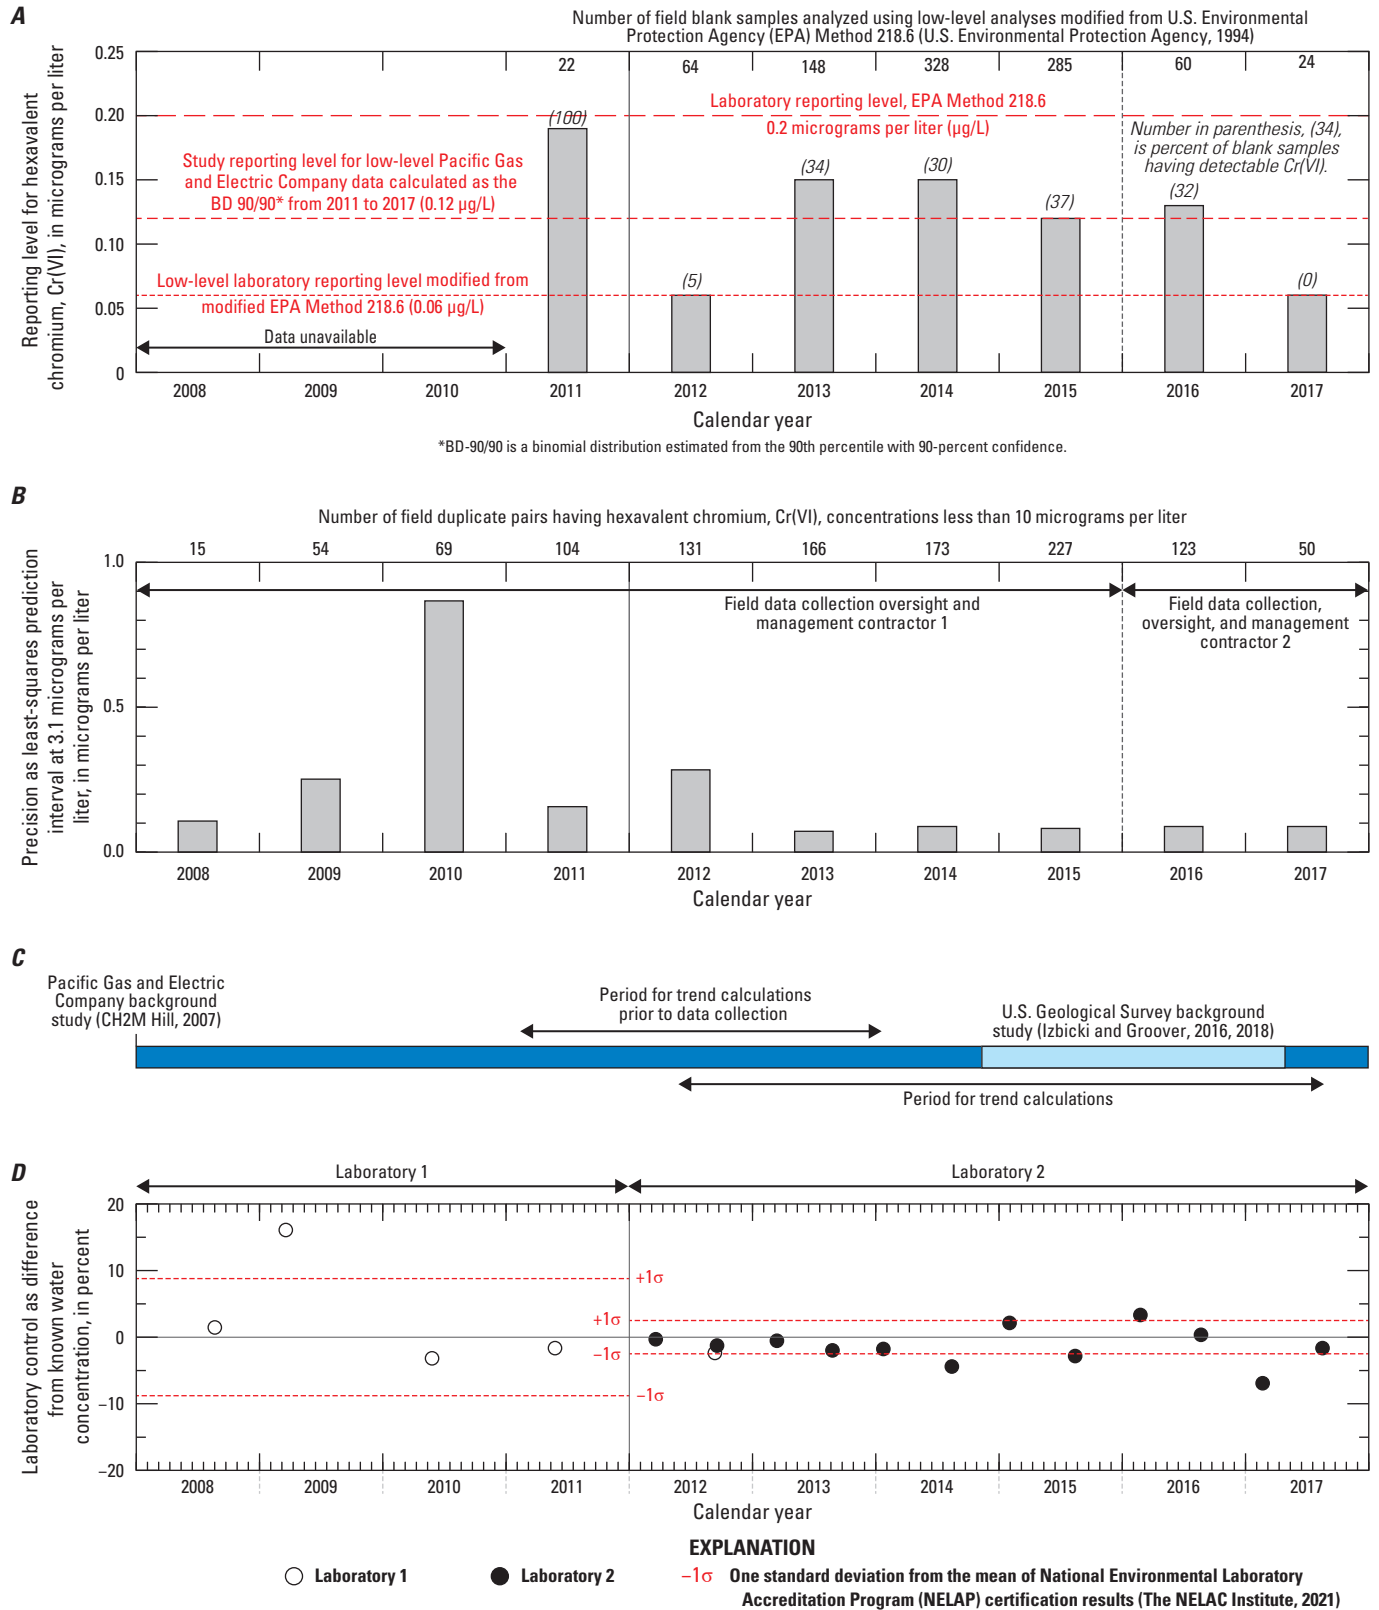 A
Number of field blank samples analyzed using low-level analyses modified from U.S. Environmental
Protection Agency (EPA) Method 218.6 (U.S. Environmental Protection Agency, 1994)
Reporting level for hexavalent
chromium, Cr(VI), in micrograms per liter
0.25
0.20
0.15
0.10
0.05
0
22
64
148
328
285
60
24
Laboratory reporting level, EPA Method 218.6
0.2 micrograms per liter (µg/L)
(100)
(5)
(34)
(30)
(37)
(32)
(0)
Number in parenthesis, (34),
is percent of blank samples
having detectable Cr(VI).
Study reporting level for low-level Pacific Gas
and Electric Company data calculated as the
BD 90/90* from 2011 to 2017 (0.12 µg/L)
Low-level laboratory reporting level modified from
modified EPA Method 218.6 (0.06 µg/L)
Data unavailable
2008
2009
2010
2011
2012
2013
2014
2015
2016
2017
Calendar year
*BD-90/90 is a binomial distribution estimated from the 90th percentile with 90-percent confidence.
B
Number of field duplicate pairs having hexavalent chromium, Cr(VI), concentrations less than 10 micrograms per liter
15
54
69
104
131
166
173
227
123
50
Precision as least-squares prediction
interval at 3.1 micrograms per
liter, in micrograms per liter
1.0
0.5
0.0
Field data collection oversight and
management contractor 1
Field data collection,
oversight, and management
contractor 2
2008
2009
2010
2011
2012
2013
2014
2015
2016
2017
Calendar year
C
Pacific Gas and Electric
Company background
study (CH2M Hill, 2007)
Period for trend calculations
prior to data collection
U.S. Geological Survey background
study (Izbicki and Groover, 2016, 2018)
Period for trend calculations
D
Laboratory 1
Laboratory 2
Laboratory control as difference
from known water
concentration, in percent
20
10
0
−10
−20
+1σ
+1σ
−1σ
−1σ
2008
2009
2010
2011
2012
2013
2014
2015
2016
2017
Calendar year
EXPLANATION
Laboratory 1
Laboratory 2
−1σ One standard deviation from the mean of National Environmental Laboratory
Accreditation Program (NELAP) certification results (The NELAC Institute, 2021)